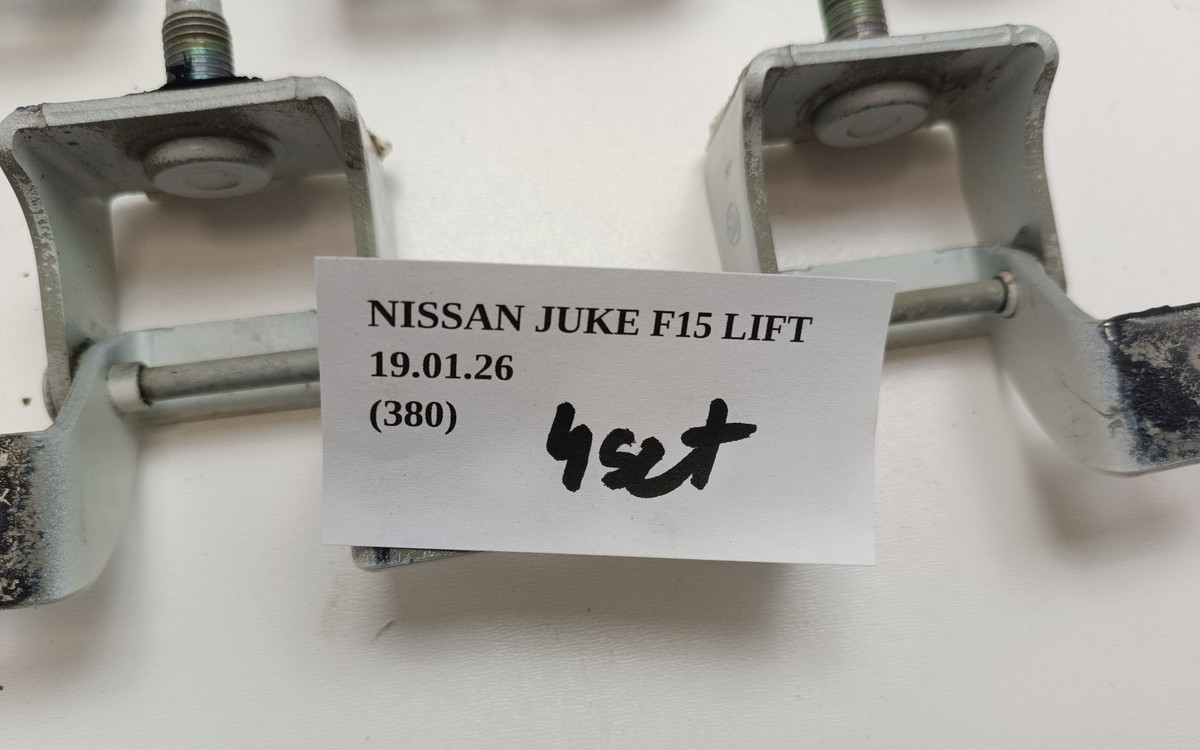 NISSAN JUKE F15 LIFT
19.01.26
(380)
4set